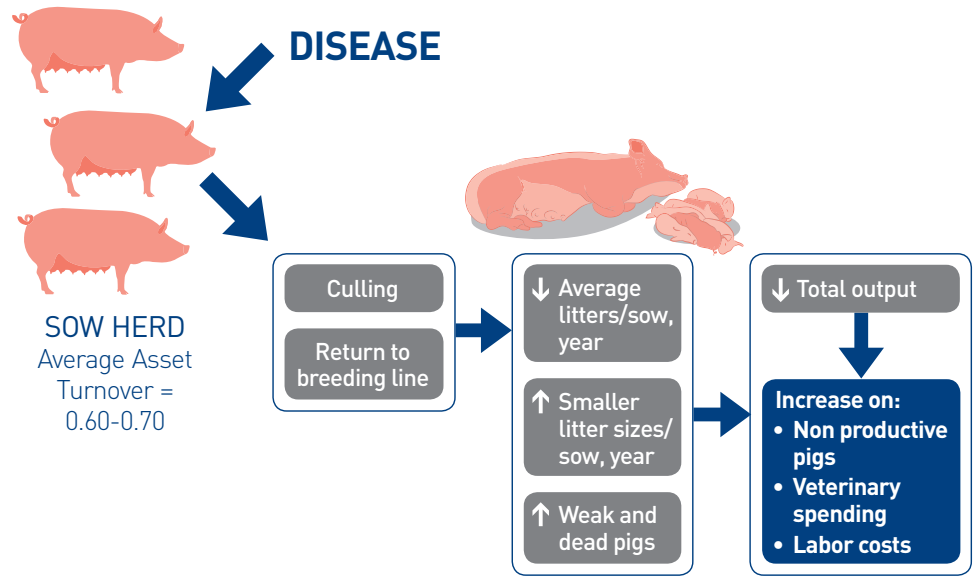 DISEASE
SOW HERD
Average Asset
Turnover =
0.60-0.70
Culling
Return to
breeding line
↓ Average
litters/sow,
year
↑ Smaller
litter sizes/
sow, year
↑ Weak and
dead pigs
↓ Total output
Increase on:
• Non productive
pigs
• Veterinary
spending
• Labor costs